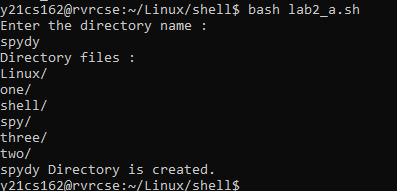 y21cs162@rvrcse:~/Linux/shell$ bash lab2_a.sh
Enter the directory name :
spydy
Directory files :
Linux/
one/
shell/
spy/
three/
two/
spydy Directory is created.
y21cs162@rvrcse:~/Linux/shell$